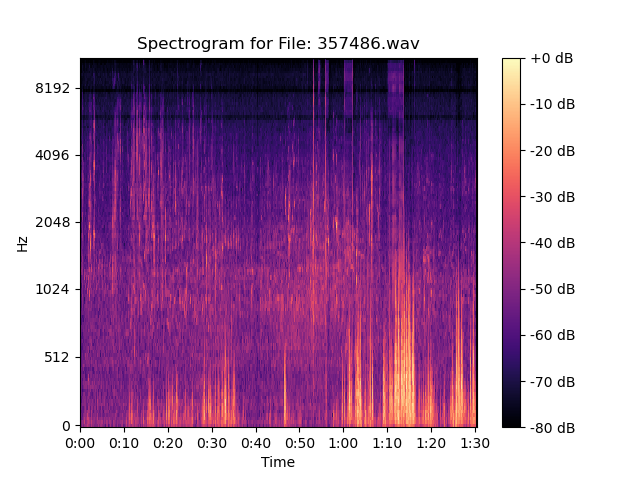 Spectrogram for File: 357486.wav
8192
4096
2048
1024
512
0
Hz
0:00 0:10 0:20 0:30 0:40 0:50 1:00 1:10 1:20 1:30
Time
+0 dB
-10 dB
-20 dB
-30 dB
-40 dB
-50 dB
-60 dB
-70 dB
-80 dB